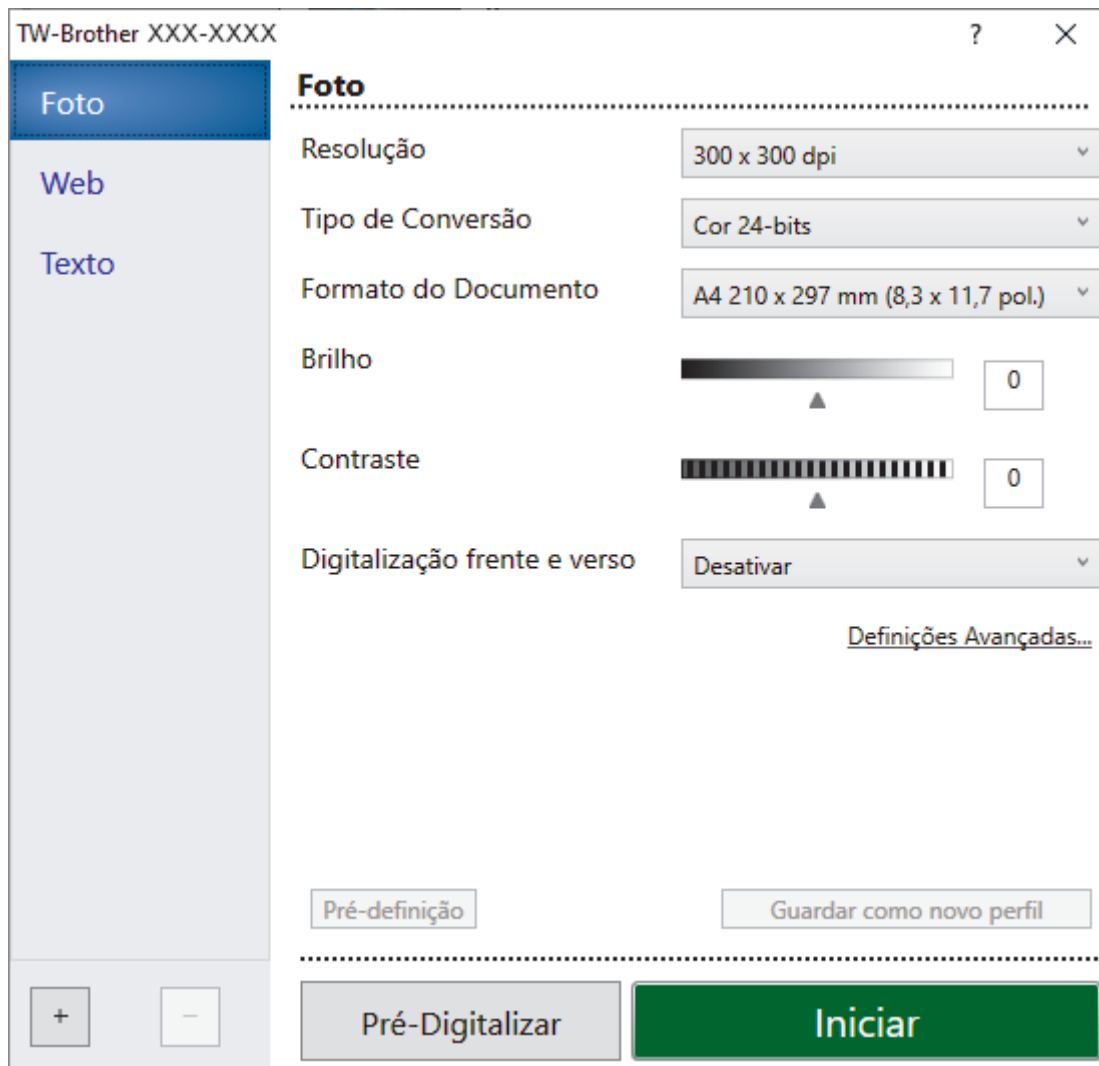 TW-Brother XXX-XXXX ? ×
Foto
Web
Texto
Foto
Resolução 300 x 300 dpi
Tipo de Conversão Cor 24-bits
Formato do Documento A4 210 x 297 mm (8,3 x 11,7 pol.)
Brilho 0
Contraste 0
Digitalização frente e verso Desativar
Definições Avançadas...
Pré-definição Guardar como novo perfil
+ − Pré-Digitalizar Iniciar